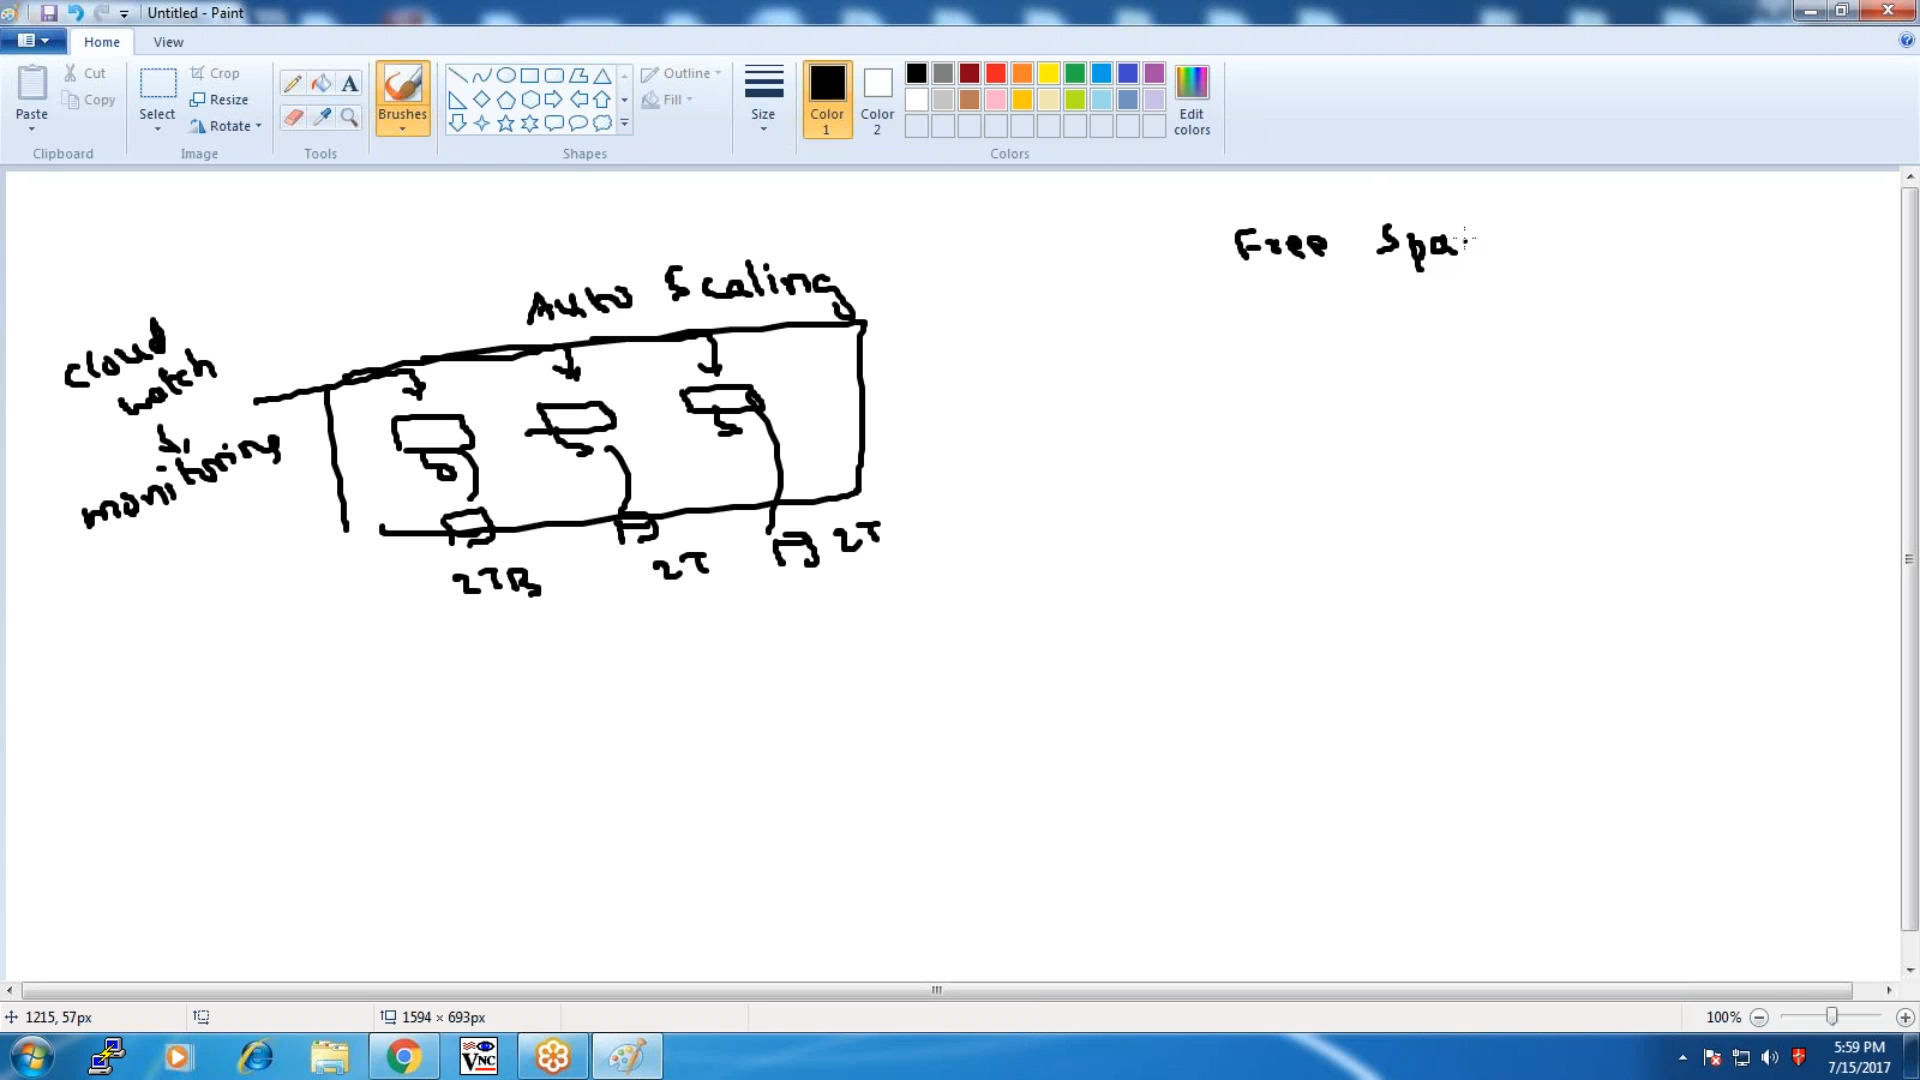 Untitled - Paint
Home View
Paste
Cut
Copy
Clipboard
Select
Crop
Resize
Rotate
Image
Tools
Brushes
Outline
Fill
Shapes
Size
Color 1
Color 2
Edit colors
Colors
Free Spa
Auto Scaling
cloud
watch
monitoring
2TB
2T
2T
1215, 57px
1594 × 693px
100%
VNC
5:59 PM
7/15/2017